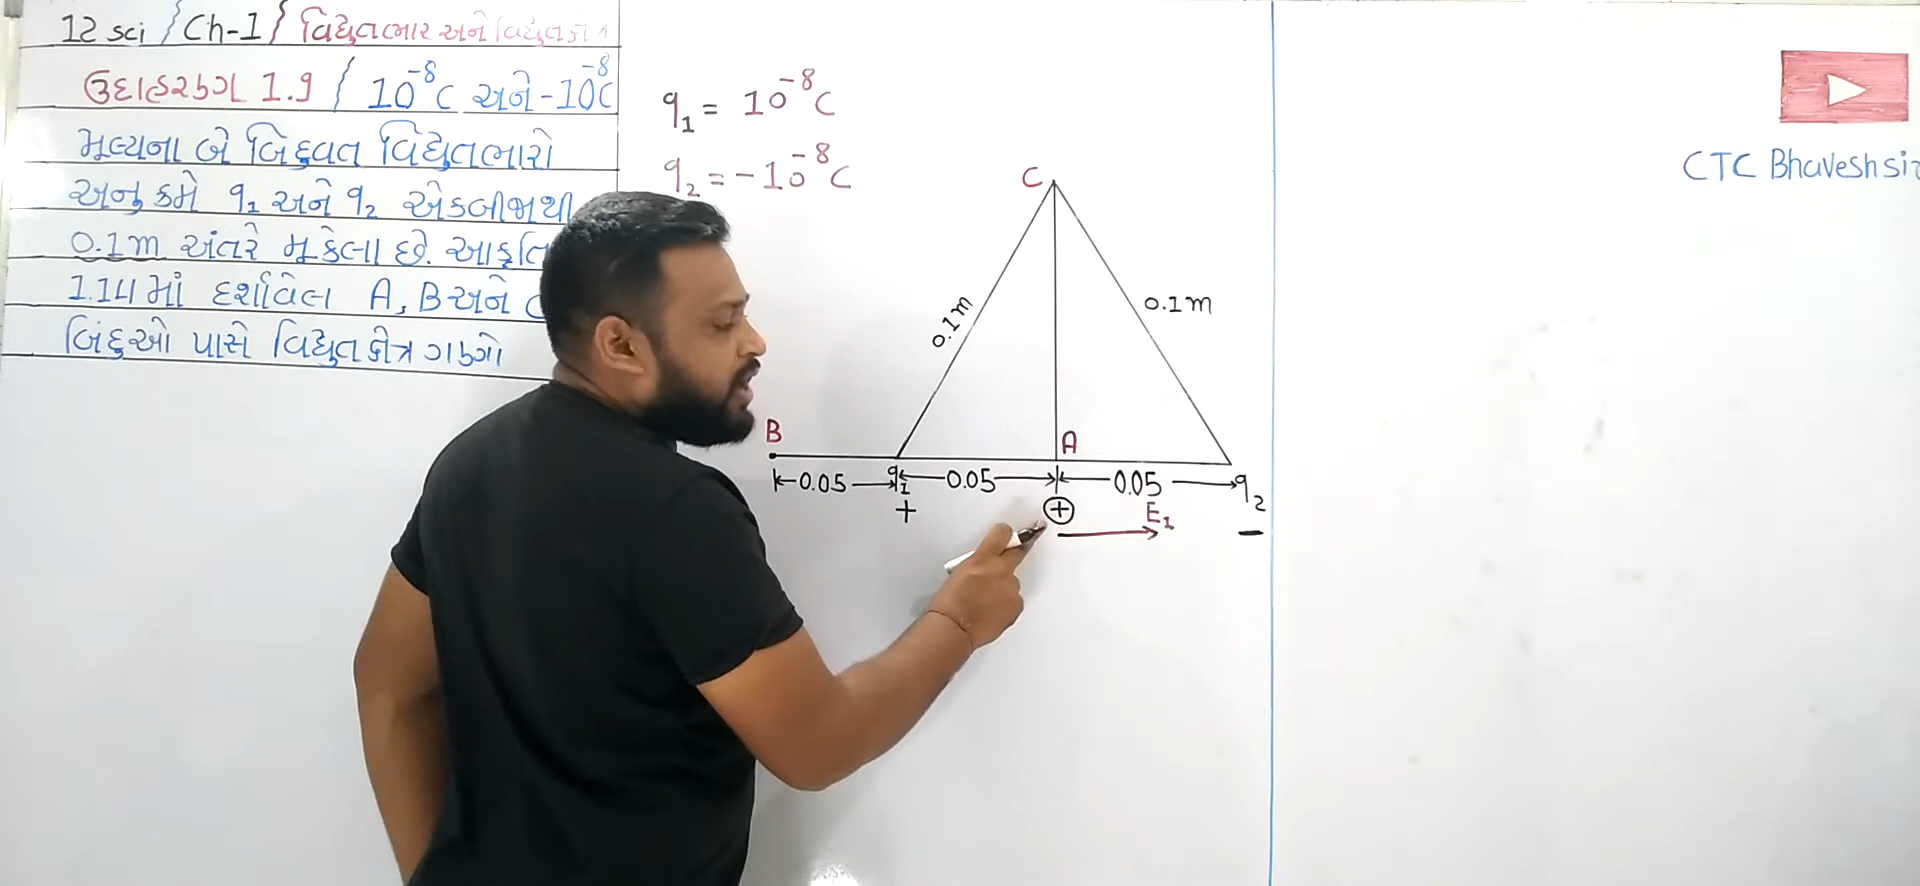 12 sci / Ch-1 / વિદ્યુતભાર અને વિદ્યુતક્ષેત્ર
ઉદાહરણ 1.9 / 10⁻⁸C અને -10⁻⁸C
મૂલ્યના બે બિંદુવત વિદ્યુતભારો
અનુક્રમે q₁ અને q₂ એકબીજાથી
0.1m અંતરે મૂકેલા છે. આકૃતિ
1.14માં દર્શાવેલ A, B અને C
બિંદુઓ પાસે વિદ્યુતક્ષેત્ર ગણો
q₁ = 10⁻⁸C
q₂ = -10⁻⁸C
C
0.1m
0.1m
B
A
0.05
q₁
0.05
0.05
q₂
+
+
E₁
−
CTC Bhavesh